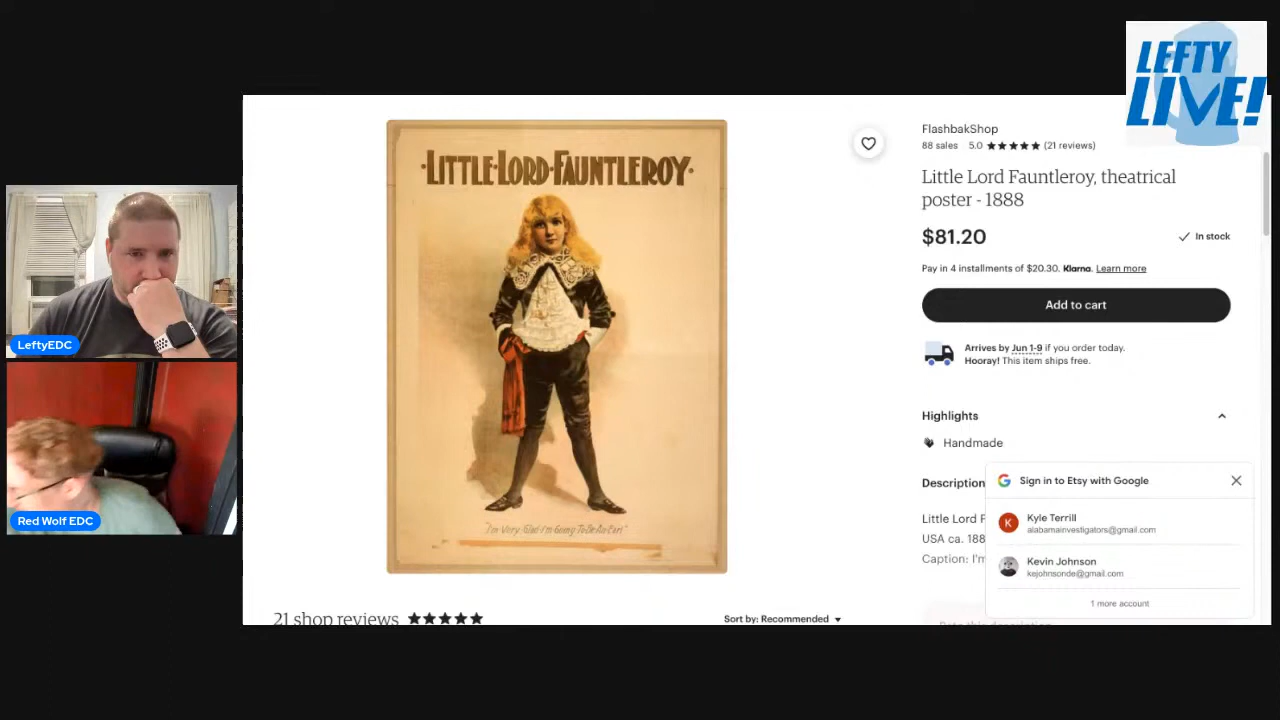 LEFTY
LIVE!
LeftyEDC
Red Wolf EDC
·LITTLE·LORD·FAUNTLEROY·
"I'm Very Glad I'm Going To Be An Earl"
FlashbakShop
88 sales 5.0 ★★★★★ (21 reviews)
Little Lord Fauntleroy, theatrical
poster - 1888
$81.20
In stock
Pay in 4 installments of $20.30. Klarna. Learn more
Add to cart
Arrives by Jun 1-9 if you order today.
Hooray! This item ships free.
Highlights
Handmade
Description
Little Lord F
USA ca. 188
Caption: I'm
Sign in to Etsy with Google
K
Kyle Terrill
alabamainvestigators@gmail.com
Kevin Johnson
kejohnsonde@gmail.com
1 more account
21 shop reviews ★★★★★
Sort by: Recommended